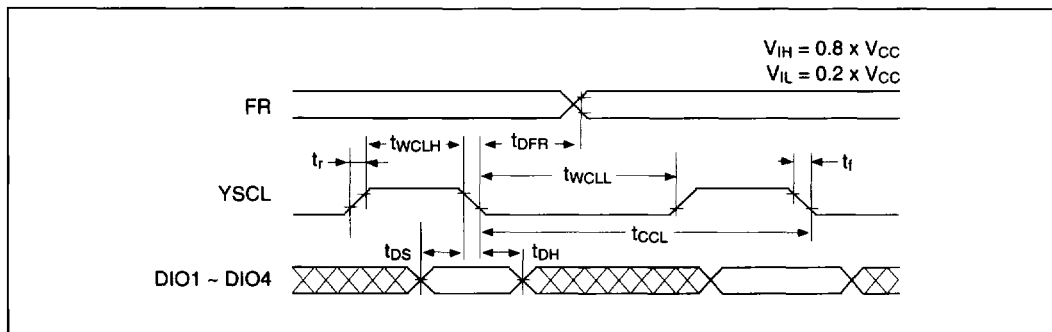 VIH = 0.8 x VCC
VIL = 0.2 x VCC
FR
tWCLH
tDFR
tr
tWCLL
tf
YSCL
tCCL
tDS
tDH
DIO1 ~ DIO4